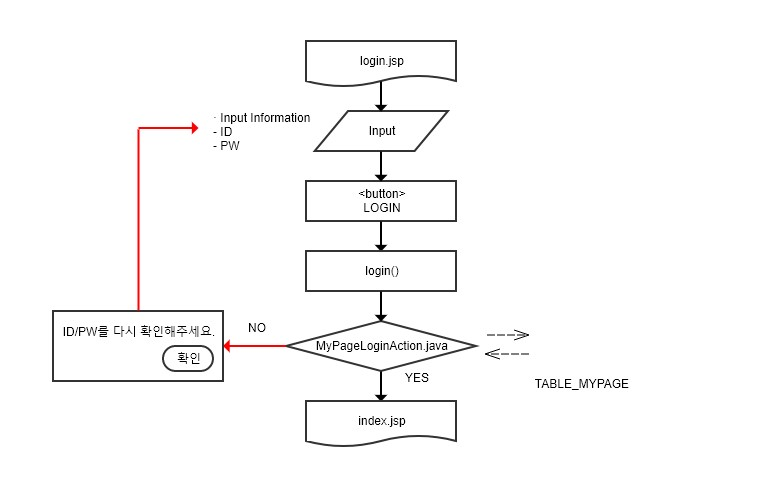 login.jsp
· Input Information
- ID
- PW
Input
<button>
LOGIN
login()
ID/PW를 다시 확인해주세요.
확인
NO
MyPageLoginAction.java
YES
TABLE_MYPAGE
index.jsp